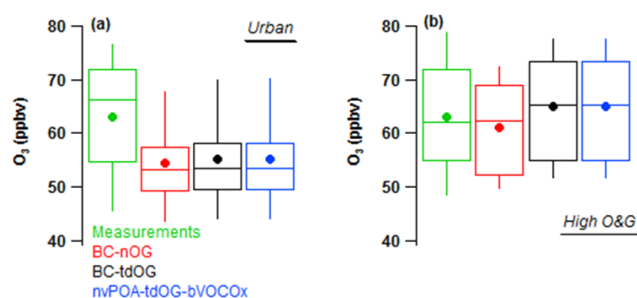 (a)
Urban
80
70
60
50
40
O3 (ppbv)
Measurements
BC-nOG
BC-tdOG
nvPOA-tdOG-bVOCOx
(b)
80
70
60
50
40
O3 (ppbv)
High O&G